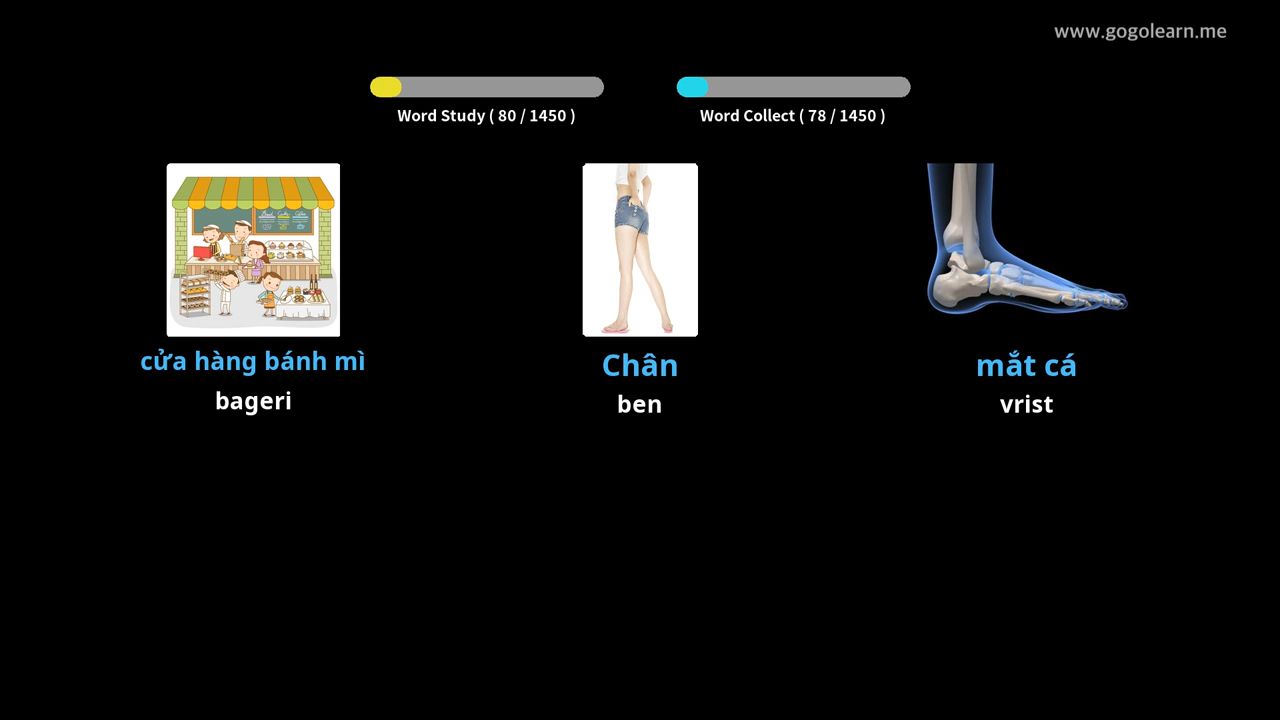 www.gogolearn.me
Word Study ( 80 / 1450 )
Word Collect ( 78 / 1450 )
cửa hàng bánh mì
bageri
Chân
ben
mắt cá
vrist